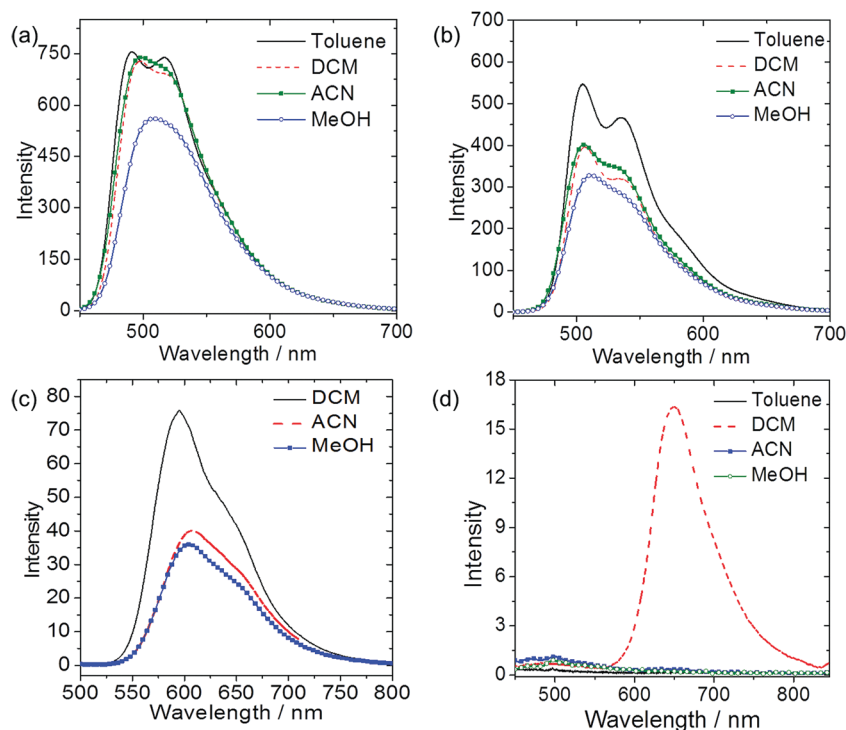 (a)
Toluene
DCM
ACN
MeOH
Intensity
750
600
450
300
150
0
500
600
700
Wavelength / nm
(b)
Toluene
DCM
ACN
MeOH
Intensity
700
600
500
400
300
200
100
0
500
600
700
Wavelength / nm
(c)
DCM
ACN
MeOH
Intensity
80
70
60
50
40
30
20
10
0
500
550
600
650
700
750
800
Wavelength / nm
(d)
Toluene
DCM
ACN
MeOH
Intensity
18
15
12
9
6
3
0
500
600
700
800
Wavelength / nm